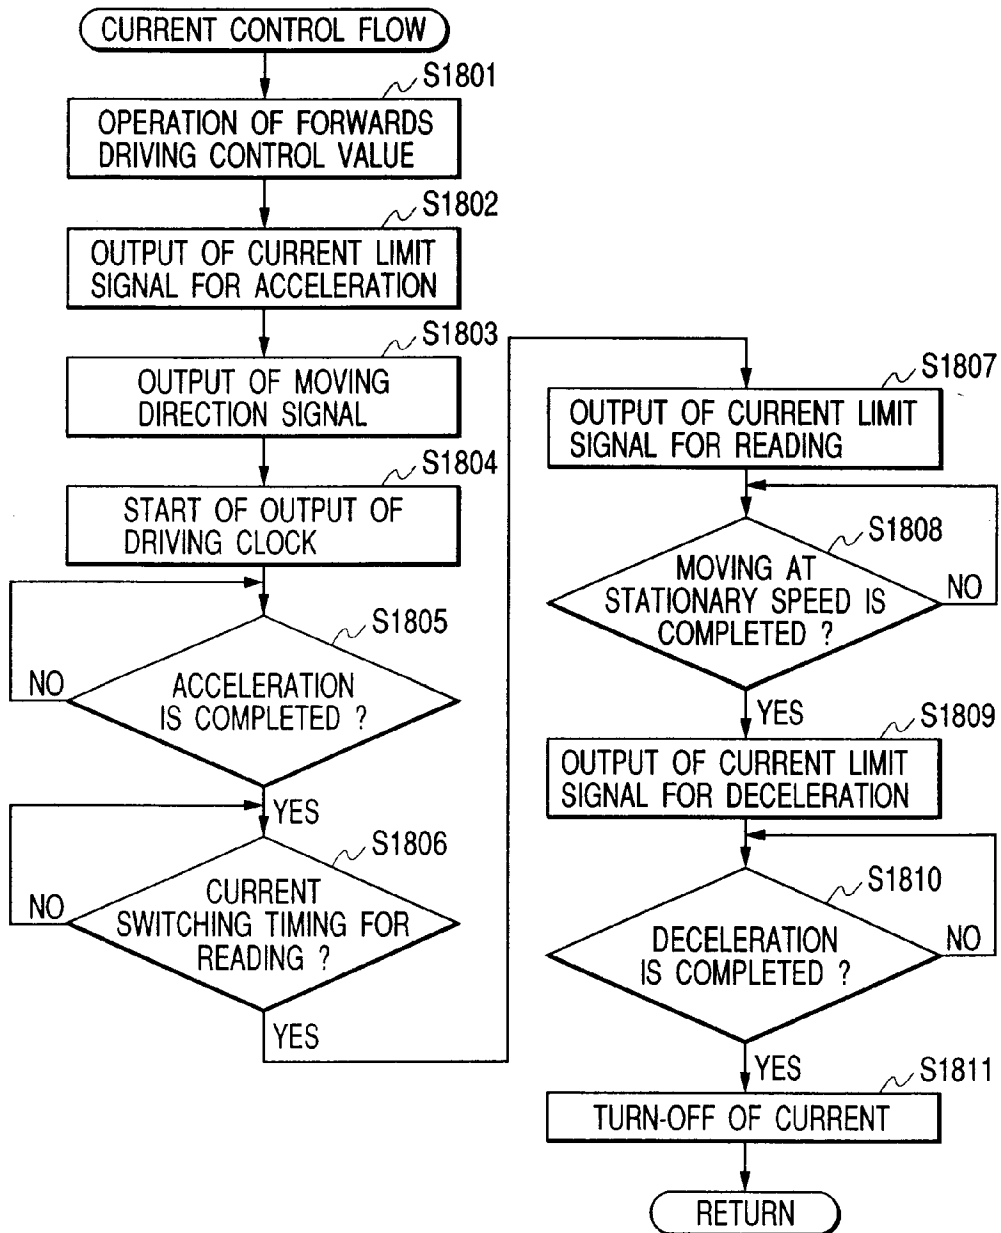 CURRENT CONTROL FLOW
S1801
OPERATION OF FORWARDS
DRIVING CONTROL VALUE
S1802
OUTPUT OF CURRENT LIMIT
SIGNAL FOR ACCELERATION
S1803
OUTPUT OF MOVING
DIRECTION SIGNAL
S1804
START OF OUTPUT OF
DRIVING CLOCK
S1805
NO
ACCELERATION
IS COMPLETED ?
YES
S1806
NO
CURRENT
SWITCHING TIMING FOR
READING ?
YES
S1807
OUTPUT OF CURRENT LIMIT
SIGNAL FOR READING
S1808
MOVING AT
STATIONARY SPEED IS
COMPLETED ?
NO
YES
S1809
OUTPUT OF CURRENT LIMIT
SIGNAL FOR DECELERATION
S1810
DECELERATION
IS COMPLETED ?
NO
YES
S1811
TURN-OFF OF CURRENT
RETURN